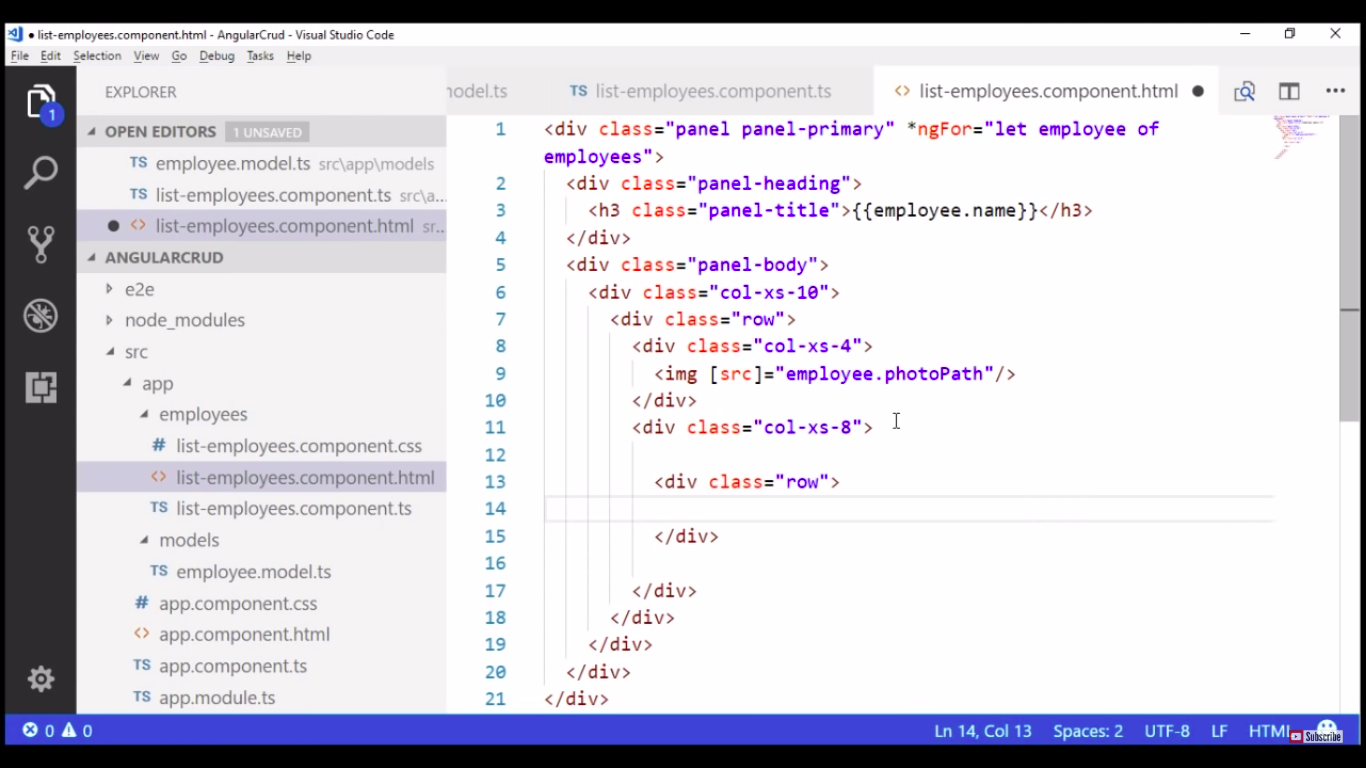 list-employees.component.html - AngularCrud - Visual Studio Code
File Edit Selection View Go Debug Tasks Help
EXPLORER
OPEN EDITORS 1 UNSAVED
TS employee.model.ts src\app\models
TS list-employees.component.ts src\a...
<> list-employees.component.html sr...
ANGULARCRUD
e2e
node_modules
src
app
employees
# list-employees.component.css
<> list-employees.component.html
TS list-employees.component.ts
models
TS employee.model.ts
# app.component.css
<> app.component.html
TS app.component.ts
TS app.module.ts
1
nodel.ts TS list-employees.component.ts <> list-employees.component.html
1 <div class="panel panel-primary" *ngFor="let employee of
employees">
2 <div class="panel-heading">
3 <h3 class="panel-title">{{employee.name}}</h3>
4 </div>
5 <div class="panel-body">
6 <div class="col-xs-10">
7 <div class="row">
8 <div class="col-xs-4">
9 <img [src]="employee.photoPath"/>
10 </div>
11 <div class="col-xs-8">
12
13 <div class="row">
14
15 </div>
16
17 </div>
18 </div>
19 </div>
20 </div>
21 </div>
0 0 Ln 14, Col 13 Spaces: 2 UTF-8 LF HTML
Subscribe